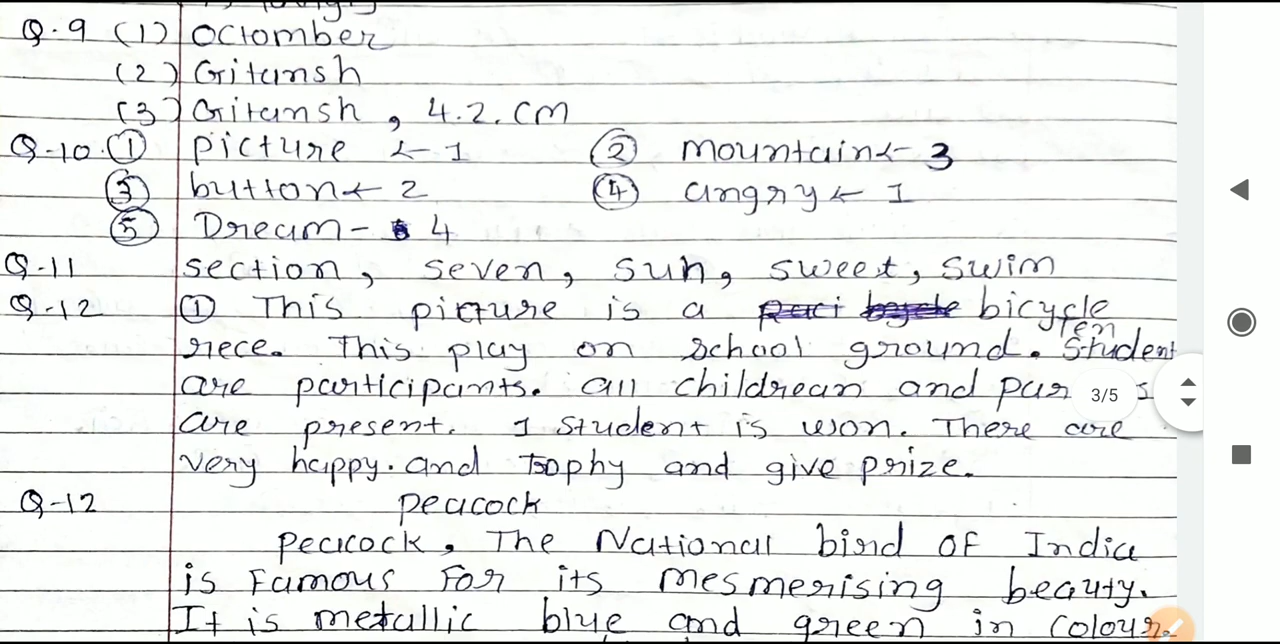 Q.9 (1) Octomber
(2) Gitansh
(3) Gitansh, 4.2.cm
Q-10. ① picture ← 1 ② mountain ← 3
③ button ← 2 ④ angry ← 1
⑤ Dream - 4
Q-11 section, seven, sun, sweet, swim
Q-12 ① This picture is a bicycle
rece. This play on school ground. Ten Student
are participants. all childrean and par
are present. 1 student is won. There are
very happy. and Trophy and give prize.
Q-12 peacock
peacock, The National bird of India
is Famous For its mesmerising beauty.
It is metallic blue and green in colour.
3/5